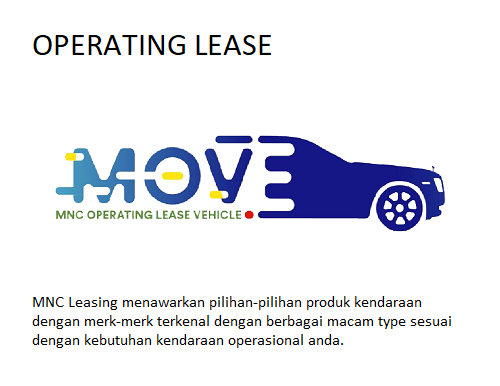 OPERATING LEASE
MOVE
MNC OPERATING LEASE VEHICLE
MNC Leasing menawarkan pilihan-pilihan produk kendaraan
dengan merk-merk terkenal dengan berbagai macam type sesuai
dengan kebutuhan kendaraan operasional anda.